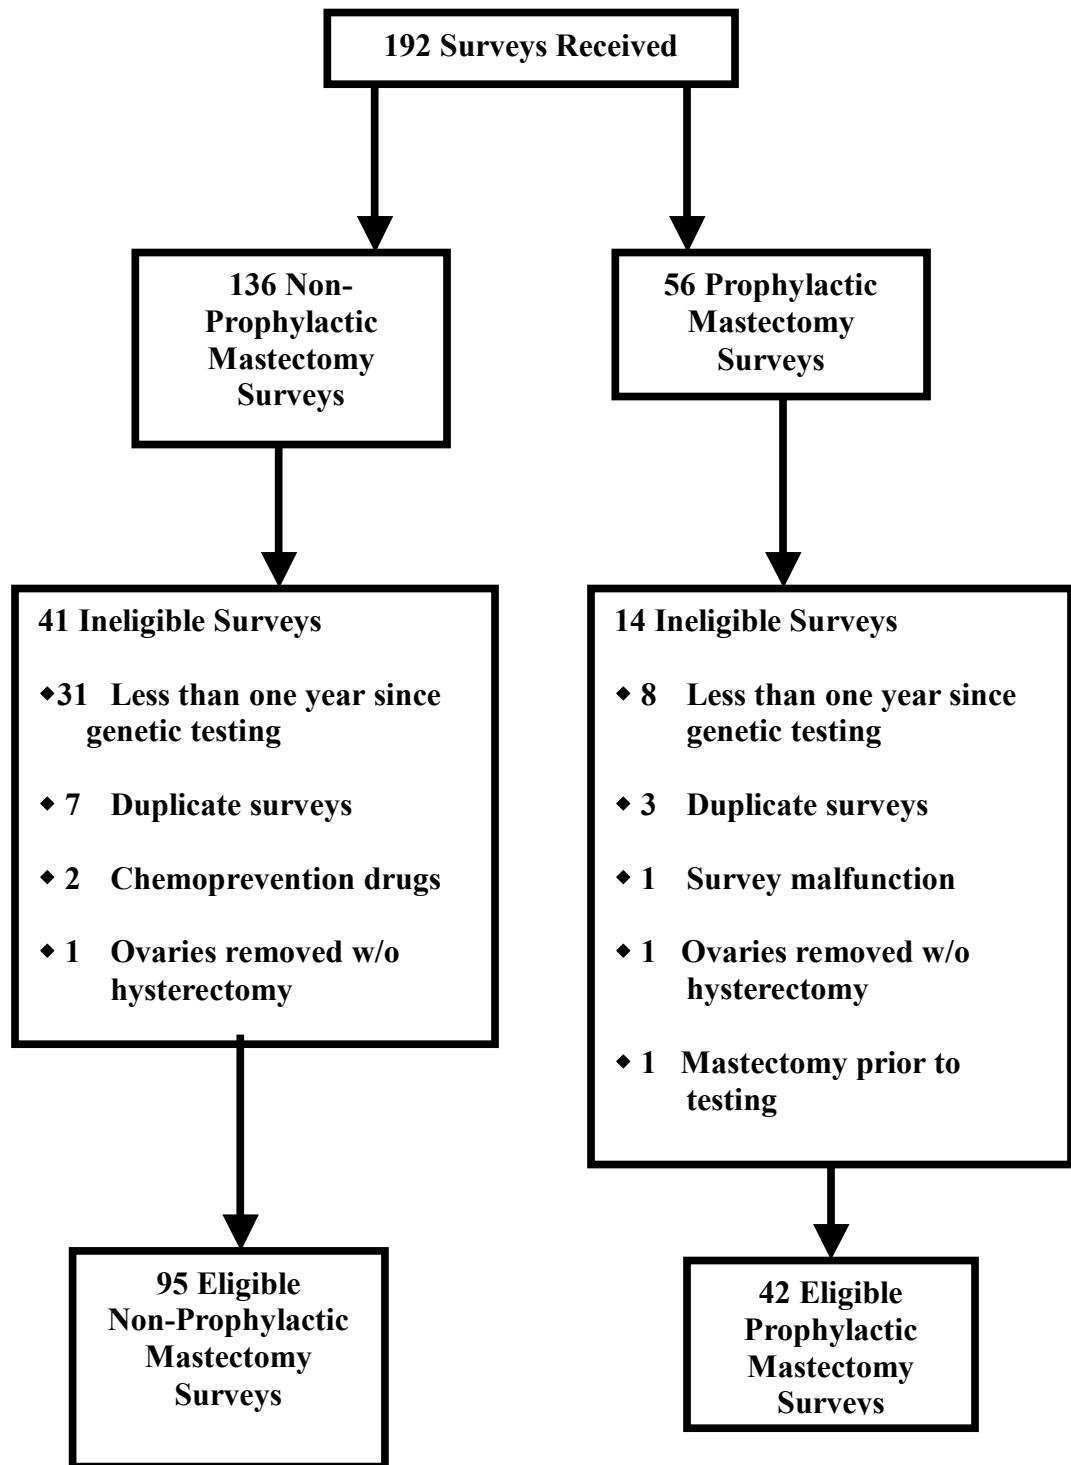 192 Surveys Received
136 Non-
Prophylactic
Mastectomy
Surveys
56 Prophylactic
Mastectomy
Surveys
41 Ineligible Surveys
◆31 Less than one year since
genetic testing
◆ 7 Duplicate surveys
◆ 2 Chemoprevention drugs
◆ 1 Ovaries removed w/o
hysterectomy
14 Ineligible Surveys
◆ 8 Less than one year since
genetic testing
◆ 3 Duplicate surveys
◆ 1 Survey malfunction
◆ 1 Ovaries removed w/o
hysterectomy
◆ 1 Mastectomy prior to
testing
95 Eligible
Non-Prophylactic
Mastectomy
Surveys
42 Eligible
Prophylactic
Mastectomy
Surveys